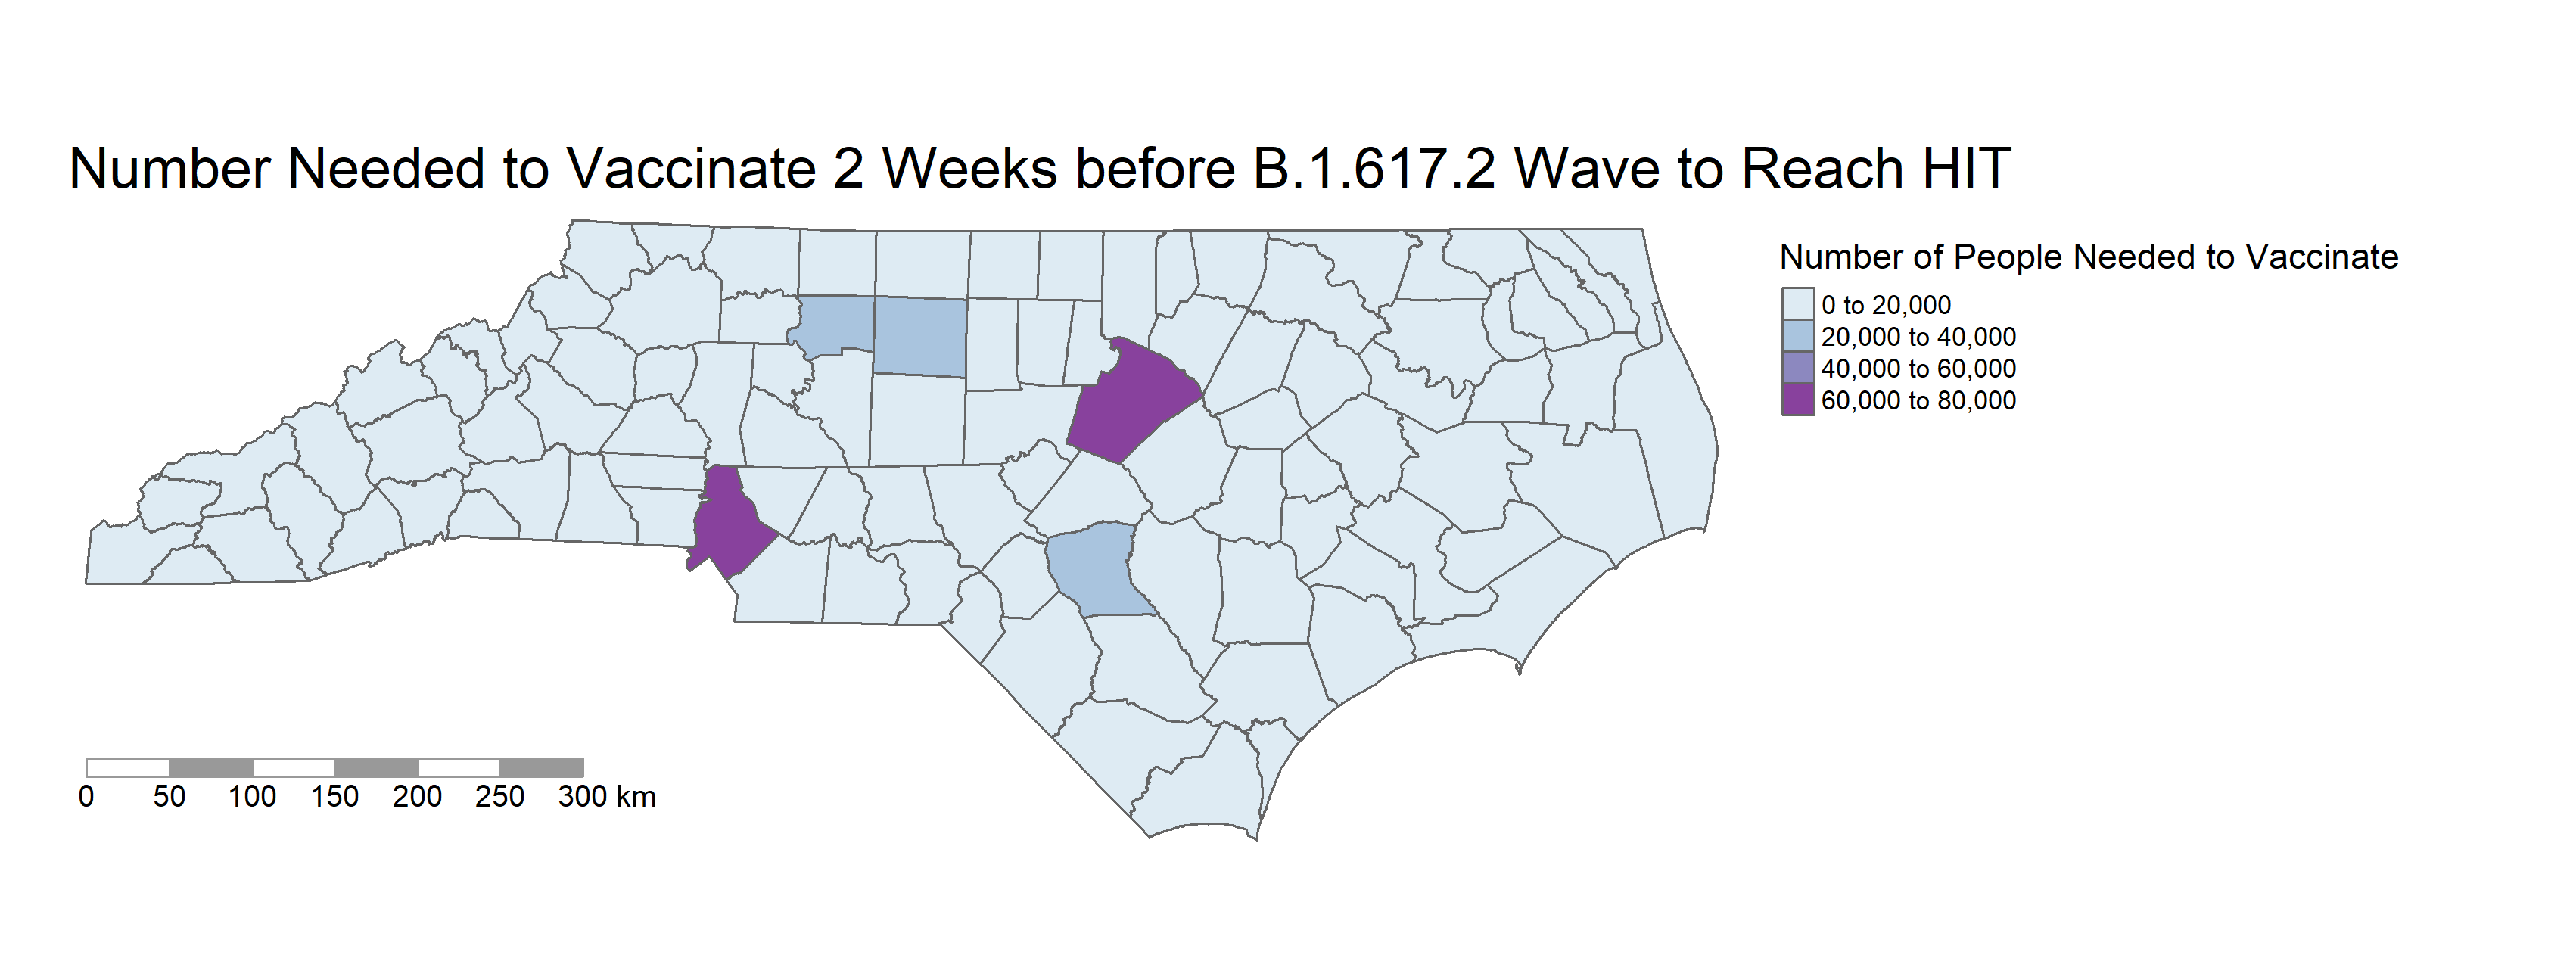 Number Needed to Vaccinate 2 Weeks before B.1.617.2 Wave to Reach HIT
Number of People Needed to Vaccinate
0 to 20,000
20,000 to 40,000
40,000 to 60,000
60,000 to 80,000
0 50 100 150 200 250 300 km